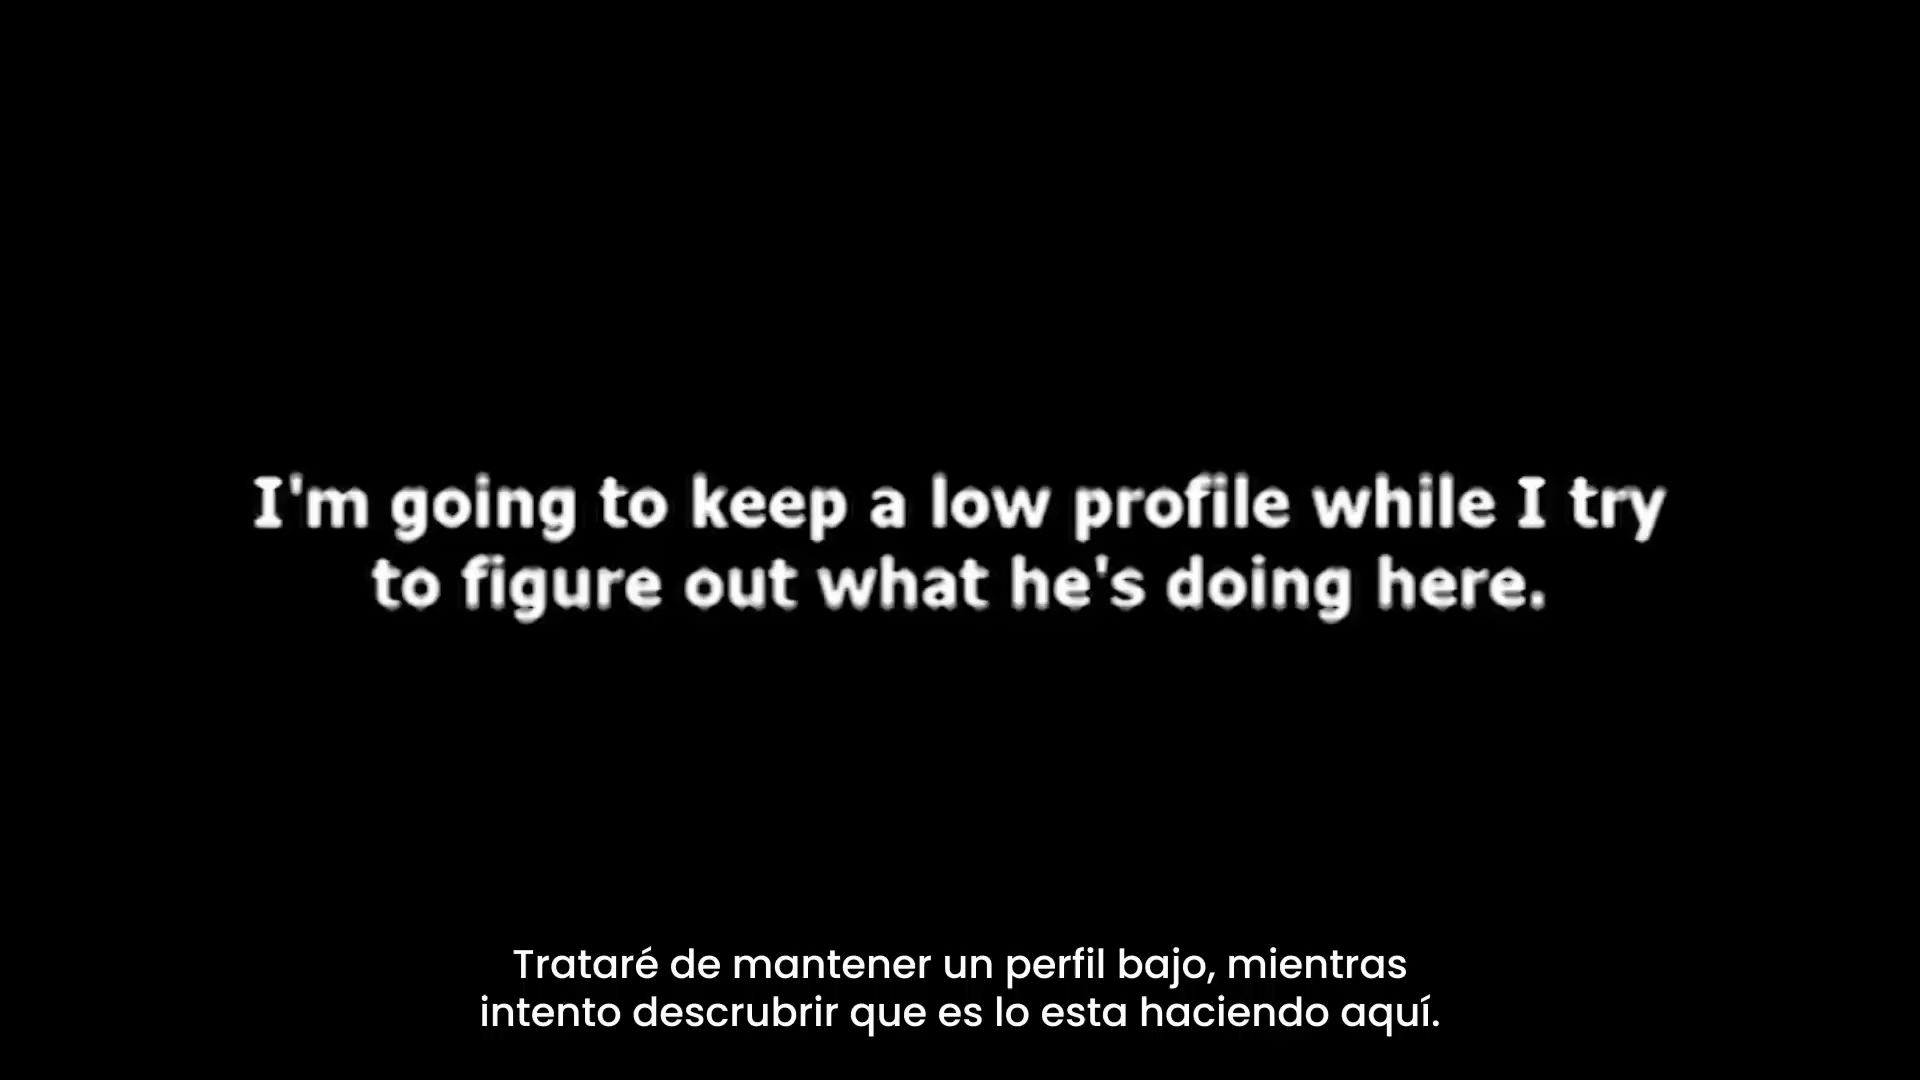 I'm going to keep a low profile while I try
to figure out what he's doing here.
Trataré de mantener un perfil bajo, mientras
intento descrubrir que es lo esta haciendo aquí.